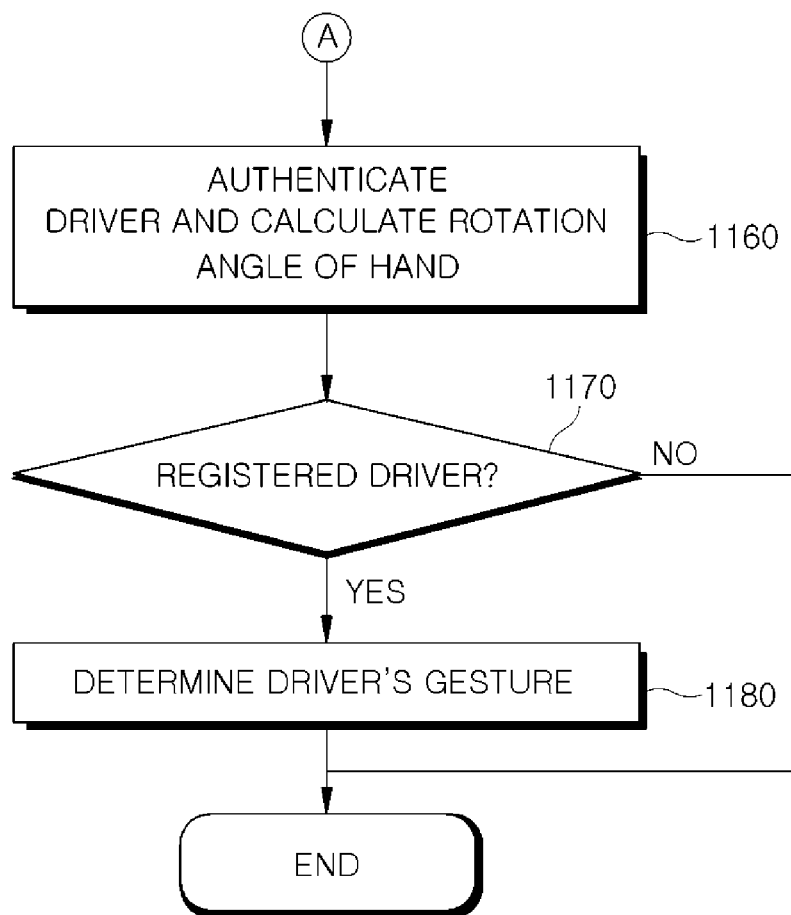 A
AUTHENTICATE
DRIVER AND CALCULATE ROTATION
ANGLE OF HAND
1160
1170
REGISTERED DRIVER?
NO
YES
DETERMINE DRIVER'S GESTURE
1180
END